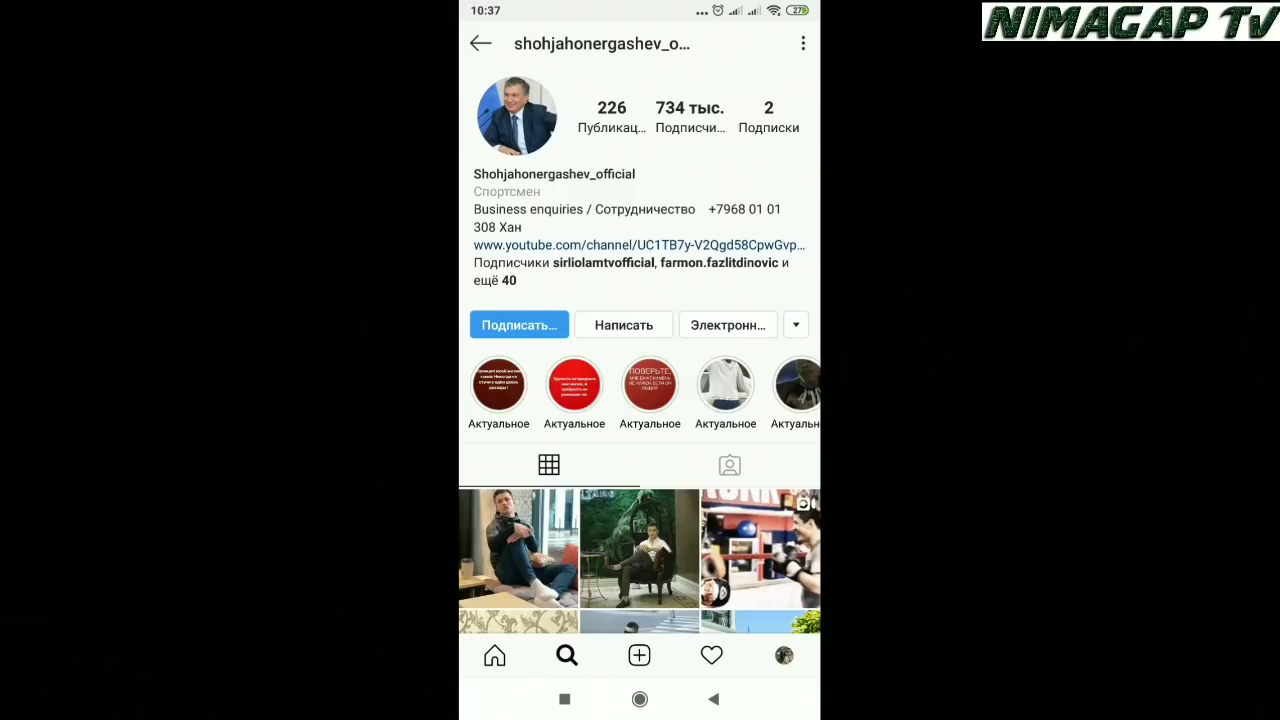 10:37
27
NIMAGAP Tv
shohjahonergashev_o...
226
734 тыс.
2
Публикац...
Подписчи...
Подписки
Shohjahonergashev_official
Спортсмен
Business enquiries / Сотрудничество +7968 01 01
308 Хан
www.youtube.com/channel/UC1TB7y-V2Qgd58CpwGvp...
Подписчики sirliolamtvofficial, farmon.fazlitdinovic и
ещё 40
Подписать...
Написать
Электронн...
ПОВЕРЬТЕ,
Актуальное
Актуальное
Актуальное
Актуальное
Актуальн